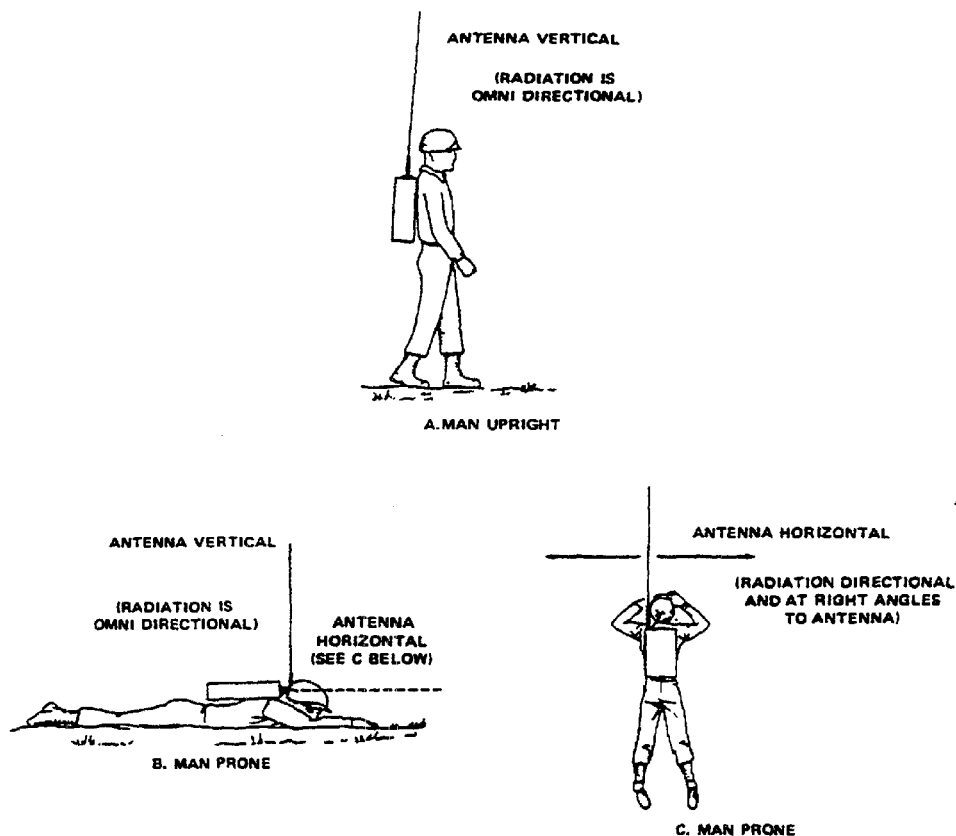 ANTENNA VERTICAL
(RADIATION IS
OMNI DIRECTIONAL)
A. MAN UPRIGHT
ANTENNA VERTICAL
(RADIATION IS
OMNI DIRECTIONAL)
ANTENNA
HORIZONTAL
(SEE C BELOW)
B. MAN PRONE
ANTENNA HORIZONTAL
(RADIATION DIRECTIONAL
AND AT RIGHT ANGLES
TO ANTENNA)
C. MAN PRONE